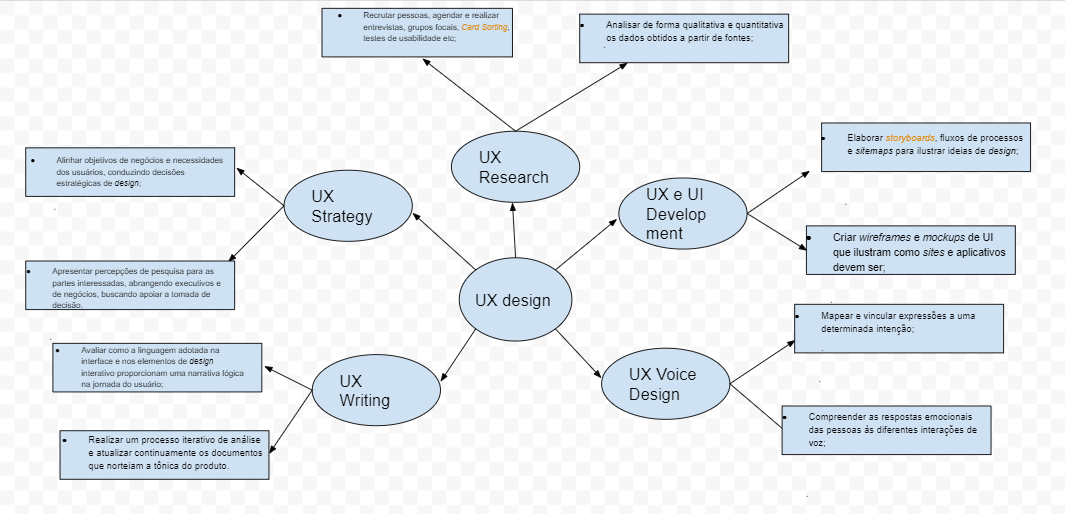 Recrutar pessoas, agendar e realizar
entrevistas, grupos focais, Card Sorting,
testes de usabilidade etc;
Analisar de forma qualitativa e quantitativa
os dados obtidos a partir de fontes;
UX
Research
Elaborar storyboards, fluxos de processos
e sitemaps para ilustrar ideias de design;
Alinhar objetivos de negócios e necessidades
dos usuários, conduzindo decisões
estratégicas de design;
UX
Strategy
UX e UI
Develop
ment
Criar wireframes e mockups de UI
que ilustram como sites e aplicativos
devem ser;
Apresentar percepções de pesquisa para as
partes interessadas, abrangendo executivos e
de negócios, buscando apoiar a tomada de
decisão.
UX design
Mapear e vincular expressões a uma
determinada intenção;
Avaliar como a linguagem adotada na
interface e nos elementos de design
interativo proporcionam uma narrativa lógica
na jornada do usuário;
UX
Writing
UX Voice
Design
Compreender as respostas emocionais
das pessoas às diferentes interações de
voz;
Realizar um processo iterativo de análise
e atualizar continuamente os documentos
que norteiam a tônica do produto.